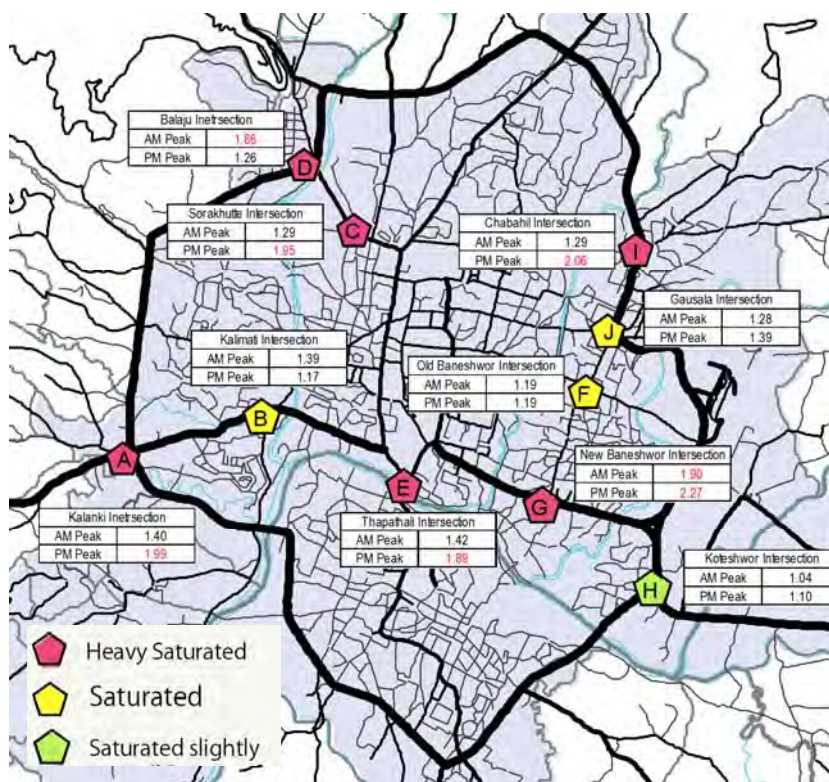 Balaju Inetrsection
AM Peak 1.86
PM Peak 1.26
D
Sorakhutte Intersection
AM Peak 1.29
PM Peak 1.95
C
Chabahil Intersection
AM Peak 1.29
PM Peak 2.06
I
Gausala Intersection
AM Peak 1.28
PM Peak 1.39
J
Kalimati Intersection
AM Peak 1.39
PM Peak 1.17
B
Old Baneshwor Intersection
AM Peak 1.19
PM Peak 1.19
F
A
New Baneshwor Intersection
AM Peak 1.90
PM Peak 2.27
E
G
Kalanki Inetrsection
AM Peak 1.40
PM Peak 1.99
Thapathali Intersection
AM Peak 1.42
PM Peak 1.89
Koteshwor Intersection
AM Peak 1.04
PM Peak 1.10
H
Heavy Saturated
Saturated
Saturated slightly